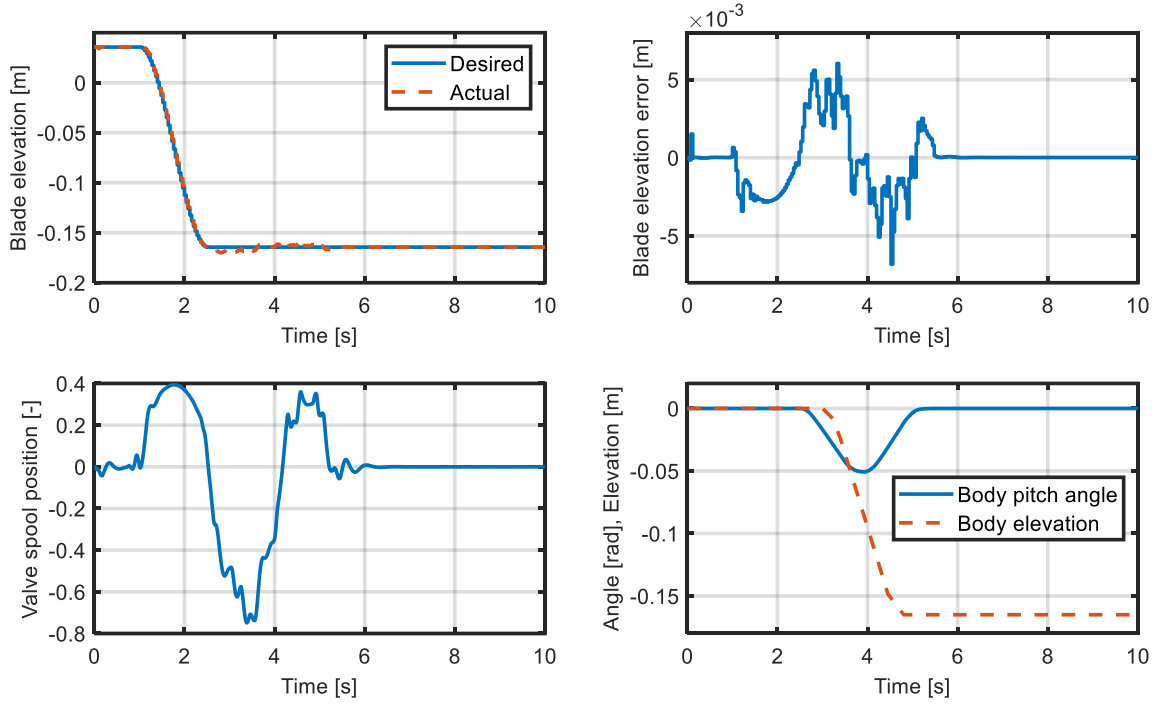 Blade elevation [m]
0
-0.05
-0.1
-0.15
-0.2
Desired
Actual
0 2 4 6 8 10
Time [s]
×10-3
Blade elevation error [m]
5
0
-5
0 2 4 6 8 10
Time [s]
Valve spool position [-]
0.4
0.2
0
-0.2
-0.4
-0.6
-0.8
0 2 4 6 8 10
Time [s]
Angle [rad], Elevation [m]
0
-0.05
-0.1
-0.15
Body pitch angle
Body elevation
0 2 4 6 8 10
Time [s]